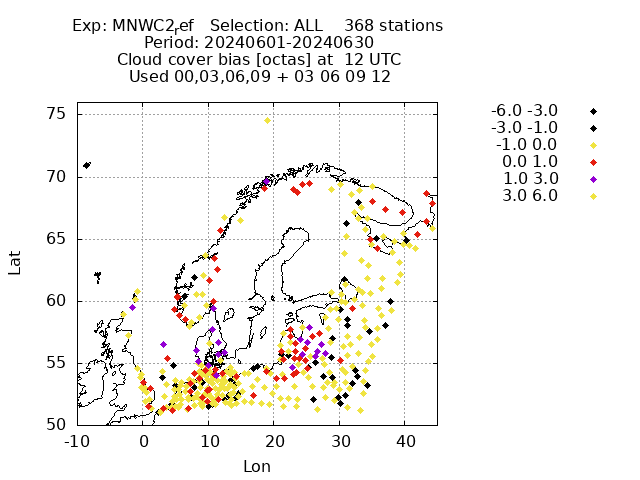 Exp: MNWC2ref Selection: ALL 368 stations
Period: 20240601-20240630
Cloud cover bias [octas] at 12 UTC
Used 00,03,06,09 + 03 06 09 12
-6.0 -3.0
-3.0 -1.0
-1.0 0.0
0.0 1.0
1.0 3.0
3.0 6.0
75
70
65
60
55
50
Lat
-10 0 10 20 30 40
Lon